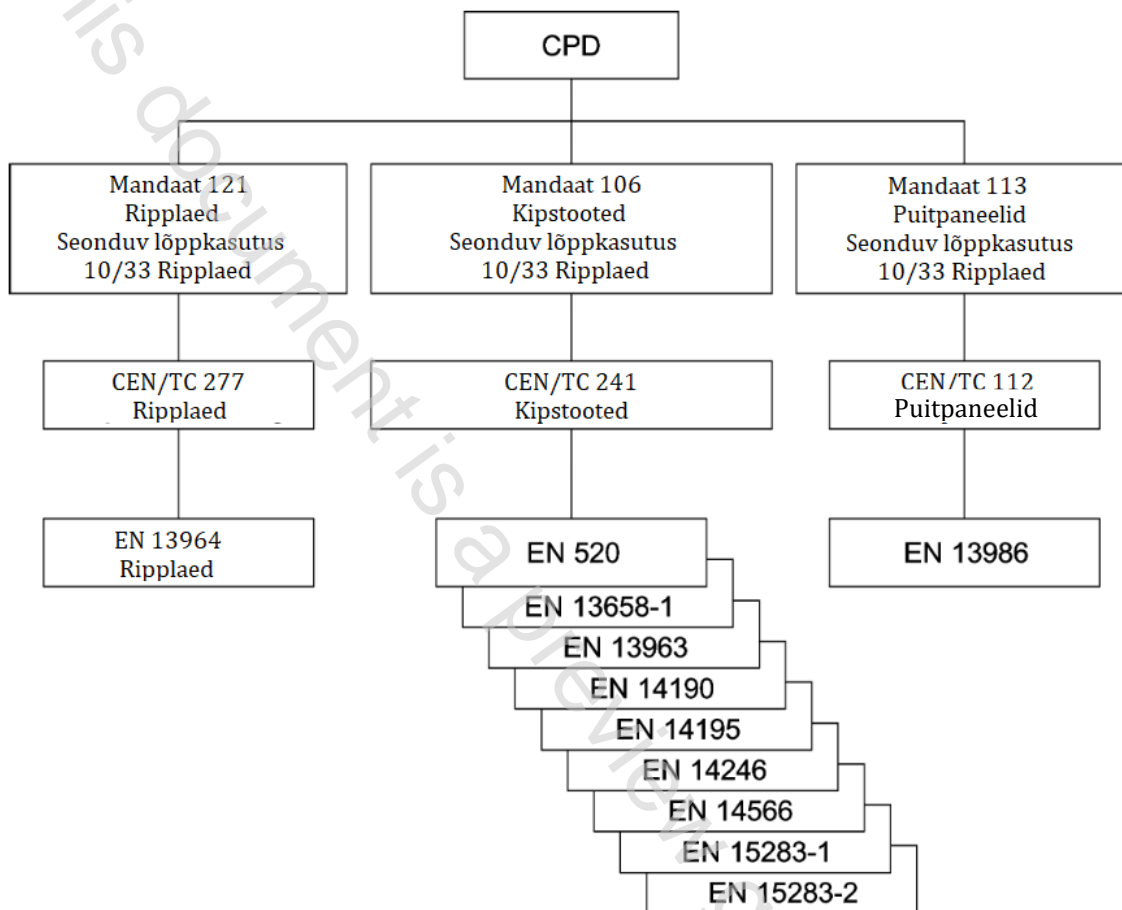 CPD
Mandaat 121
Ripplaed
Seonduv lõppkasutus
10/33 Ripplaed
Mandaat 106
Kipstooted
Seonduv lõppkasutus
10/33 Ripplaed
Mandaat 113
Puitpaneelid
Seonduv lõppkasutus
10/33 Ripplaed
CEN/TC 277
Ripplaed
CEN/TC 241
Kipstooted
CEN/TC 112
Puitpaneelid
EN 13964
Ripplaed
EN 520
EN 13658-1
EN 13963
EN 14190
EN 14195
EN 14246
EN 14566
EN 15283-1
EN 15283-2
EN 13986
document is a preview